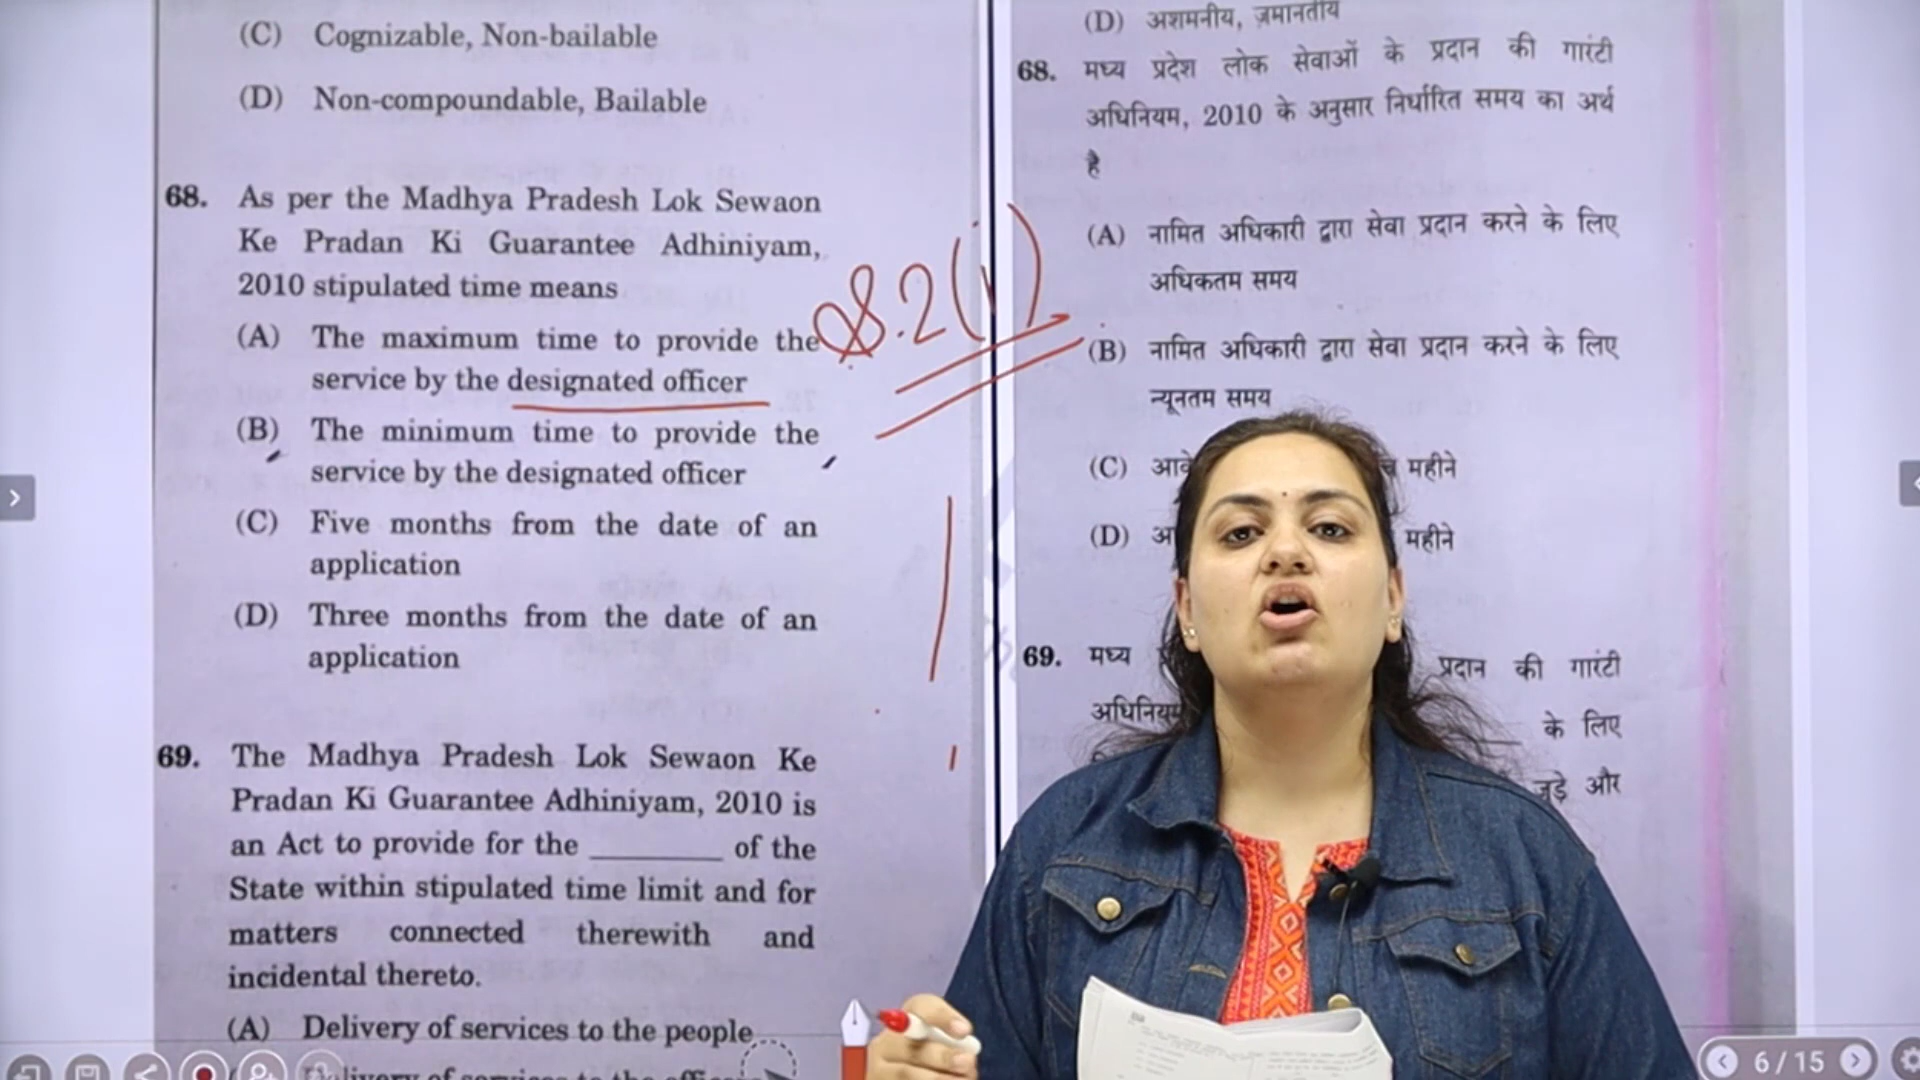 (C) Cognizable, Non-bailable
(D) Non-compoundable, Bailable
68. As per the Madhya Pradesh Lok Sewaon
Ke Pradan Ki Guarantee Adhiniyam,
2010 stipulated time means
(A) The maximum time to provide the
service by the designated officer
(B) The minimum time to provide the
service by the designated officer
(C) Five months from the date of an
application
(D) Three months from the date of an
application
69. The Madhya Pradesh Lok Sewaon Ke
Pradan Ki Guarantee Adhiniyam, 2010 is
an Act to provide for the ________ of the
State within stipulated time limit and for
matters connected therewith and
incidental thereto.
(A) Delivery of services to the people
S.2(i)
(D) अशमनीय, ज़मानतीय
68. मध्य प्रदेश लोक सेवाओं के प्रदान की गारंटी
अधिनियम, 2010 के अनुसार निर्धारित समय का अर्थ
है
(A) नामित अधिकारी द्वारा सेवा प्रदान करने के लिए
अधिकतम समय
(B) नामित अधिकारी द्वारा सेवा प्रदान करने के लिए
न्यूनतम समय
(C) महीने
(D) महीने
69. मध्य प्रदान की गारंटी
के लिए
जुड़े और
6/15